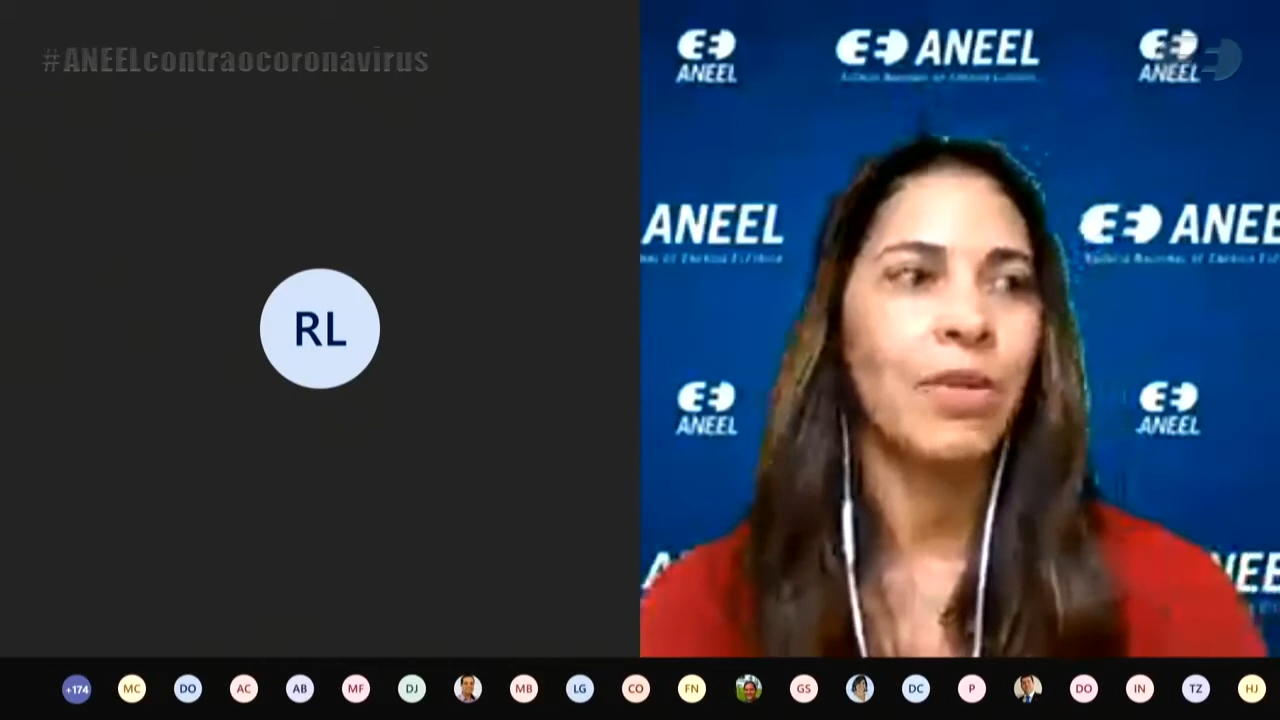 #ANEELcontraocoronavirus
ANEEL
ANEEL
ANEEL
ANEEL
ANEE
ANEEL
ANEEL
RL
+174 MC DO AC AB MF DJ MB LG CO FN GS DC P DO IN TZ HJ